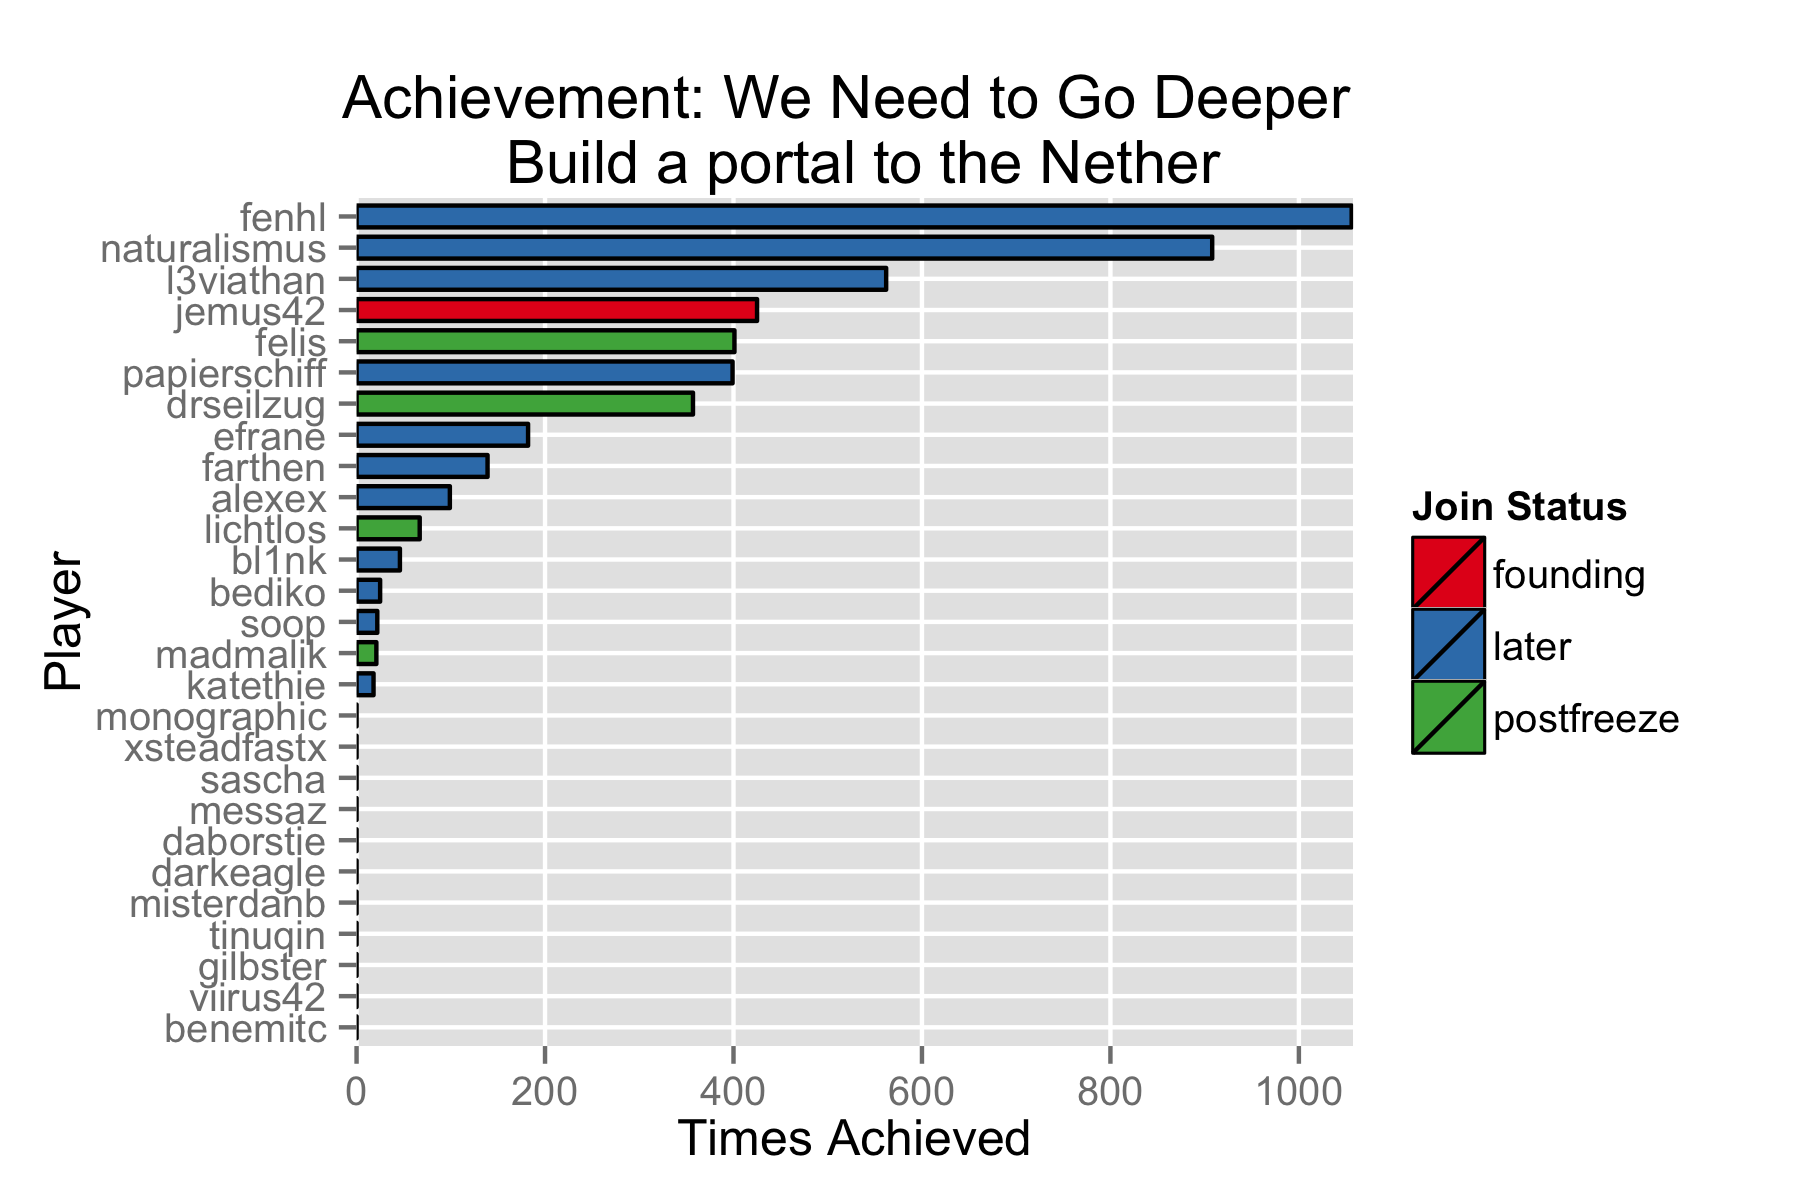 Achievement: We Need to Go Deeper
Build a portal to the Nether
fenhl
naturalismus
l3viathan
jemus42
felis
papierschiff
drseilzug
efrane
farthen
alexex
lichtlos
bl1nk
bediko
soop
madmalik
katethie
monographic
xsteadfastx
sascha
messaz
daborstie
darkeagle
misterdanb
tinuqin
gilbster
viirus42
benemitc
Player
0 200 400 600 800 1000
Times Achieved
Join Status
founding
later
postfreeze